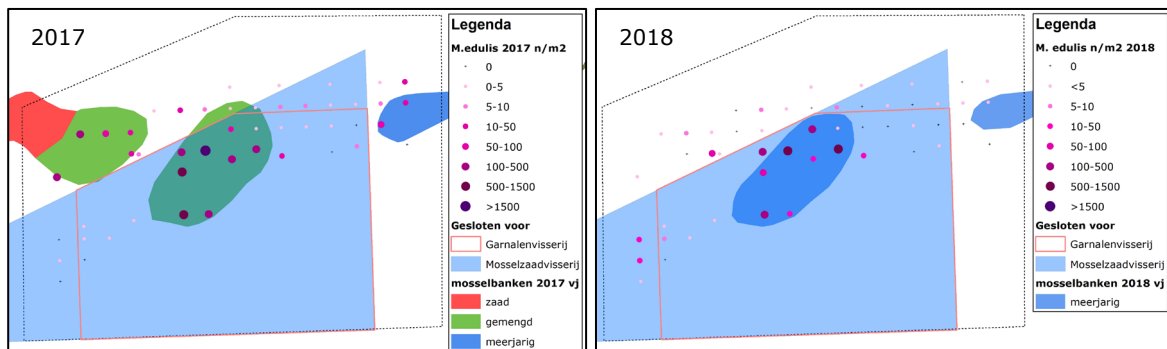 2017
Legenda
M.edulis 2017 n/m2
0
0-5
5-10
10-50
50-100
100-500
500-1500
>1500
Gesloten voor
Garnalenvisserij
Mosselzaadvisserij
mosselbanken 2017 vj
zaad
gemengd
meerjarig
2018
Legenda
M. edulis n/m2 2018
0
<5
5-10
10-50
50-100
100-500
500-1500
>1500
Gesloten voor
Garnalenvisserij
Mosselzaadvisserij
mosselbanken 2018 vj
meerjarig